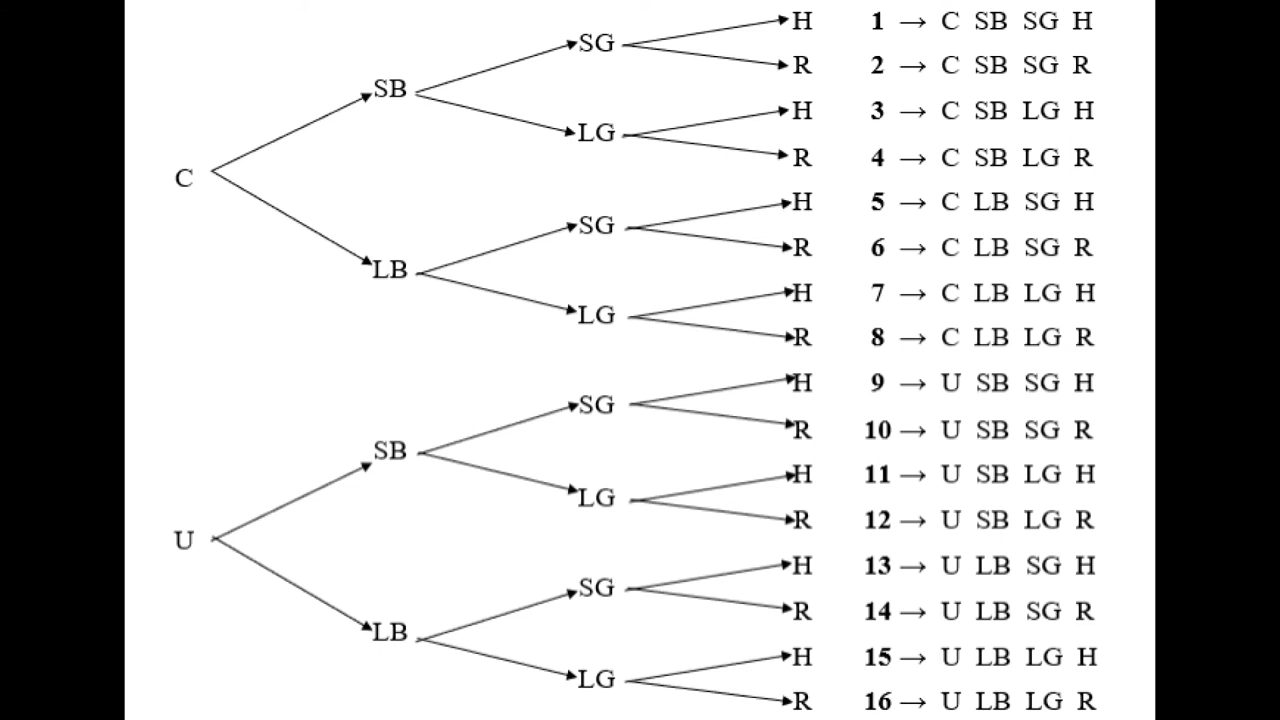 H 1 → C SB SG H
SG
R 2 → C SB SG R
SB
H 3 → C SB LG H
LG
R 4 → C SB LG R
C
H 5 → C LB SG H
SG
R 6 → C LB SG R
LB
H 7 → C LB LG H
LG
R 8 → C LB LG R
H 9 → U SB SG H
SG
R 10 → U SB SG R
SB
H 11 → U SB LG H
LG
R 12 → U SB LG R
U
H 13 → U LB SG H
SG
R 14 → U LB SG R
LB
H 15 → U LB LG H
LG
R 16 → U LB LG R